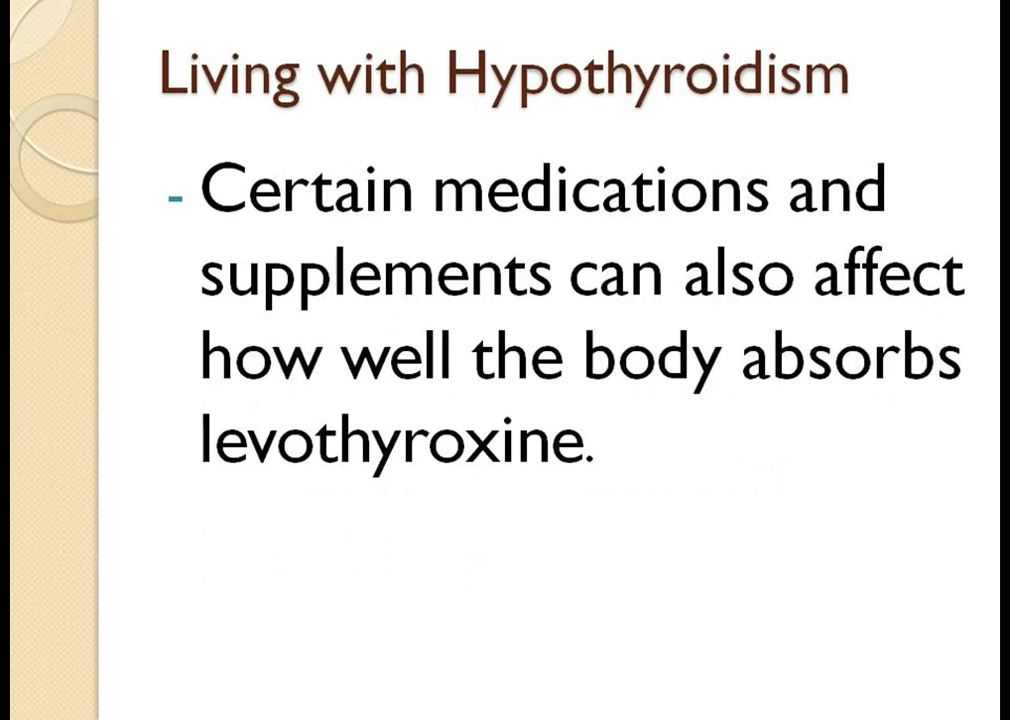 Living with Hypothyroidism
- Certain medications and
supplements can also affect
how well the body absorbs
levothyroxine.